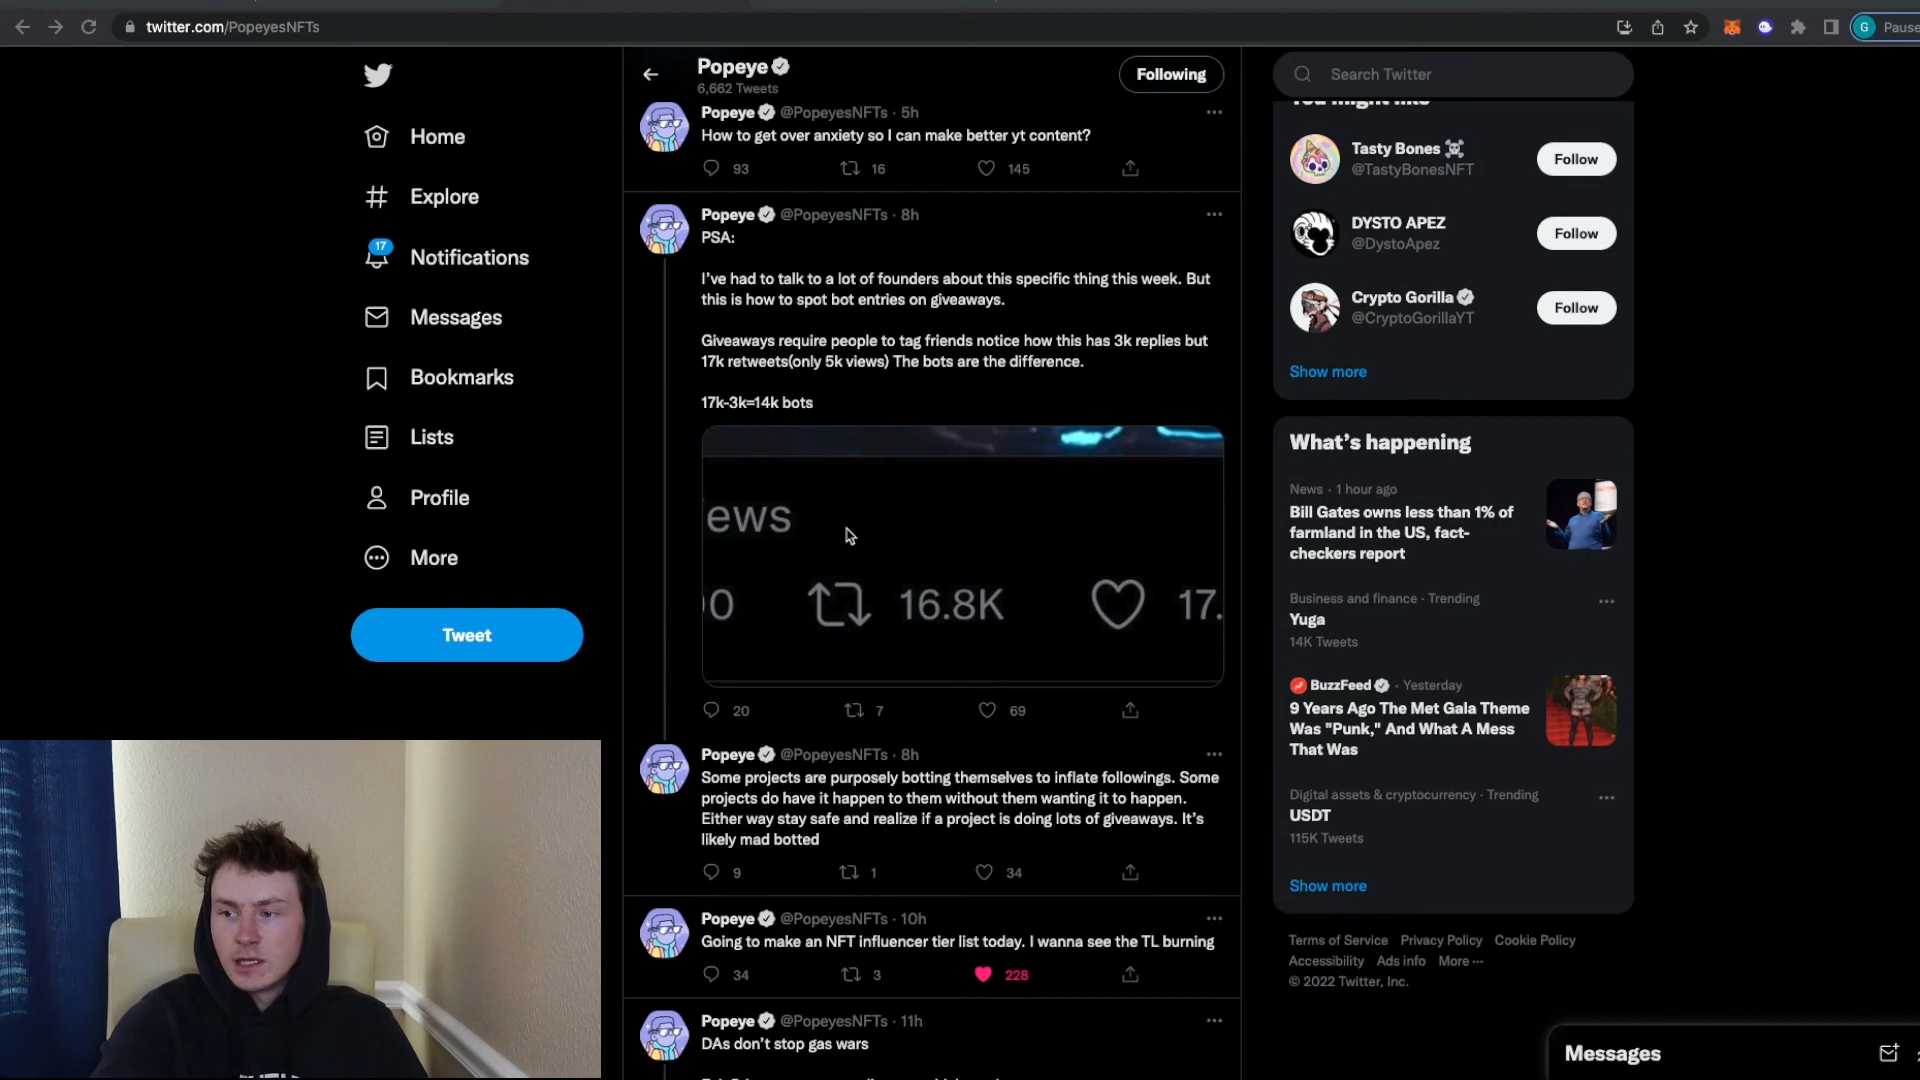 twitter.com/PopeyesNFTs
G
Pause
Home
Explore
17
Notifications
Messages
Bookmarks
Lists
Profile
More
Tweet
Popeye
6,662 Tweets
Following
Popeye @PopeyesNFTs · 5h
How to get over anxiety so I can make better yt content?
93 16 145
Popeye @PopeyesNFTs · 8h
PSA:
I've had to talk to a lot of founders about this specific thing this week. But
this is how to spot bot entries on giveaways.
Giveaways require people to tag friends notice how this has 3k replies but
17k retweets(only 5k views) The bots are the difference.
17k-3k=14k bots
ews
0 16.8K 17.
20 7 69
Popeye @PopeyesNFTs · 8h
Some projects are purposely botting themselves to inflate followings. Some
projects do have it happen to them without them wanting it to happen.
Either way stay safe and realize if a project is doing lots of giveaways. It's
likely mad botted
9 1 34
Popeye @PopeyesNFTs · 10h
Going to make an NFT influencer tier list today. I wanna see the TL burning
34 3 228
Popeye @PopeyesNFTs · 11h
DAs don't stop gas wars
Search Twitter
You might like
Tasty Bones
@TastyBonesNFT
Follow
DYSTO APEZ
@DystoApez
Follow
Crypto Gorilla
@CryptoGorillaYT
Follow
Show more
What's happening
News · 1 hour ago
Bill Gates owns less than 1% of
farmland in the US, fact-
checkers report
Business and finance · Trending
Yuga
14K Tweets
BuzzFeed · Yesterday
9 Years Ago The Met Gala Theme
Was "Punk," And What A Mess
That Was
Digital assets & cryptocurrency · Trending
USDT
115K Tweets
Show more
Terms of Service Privacy Policy Cookie Policy
Accessibility Ads info More ···
© 2022 Twitter, Inc.
Messages